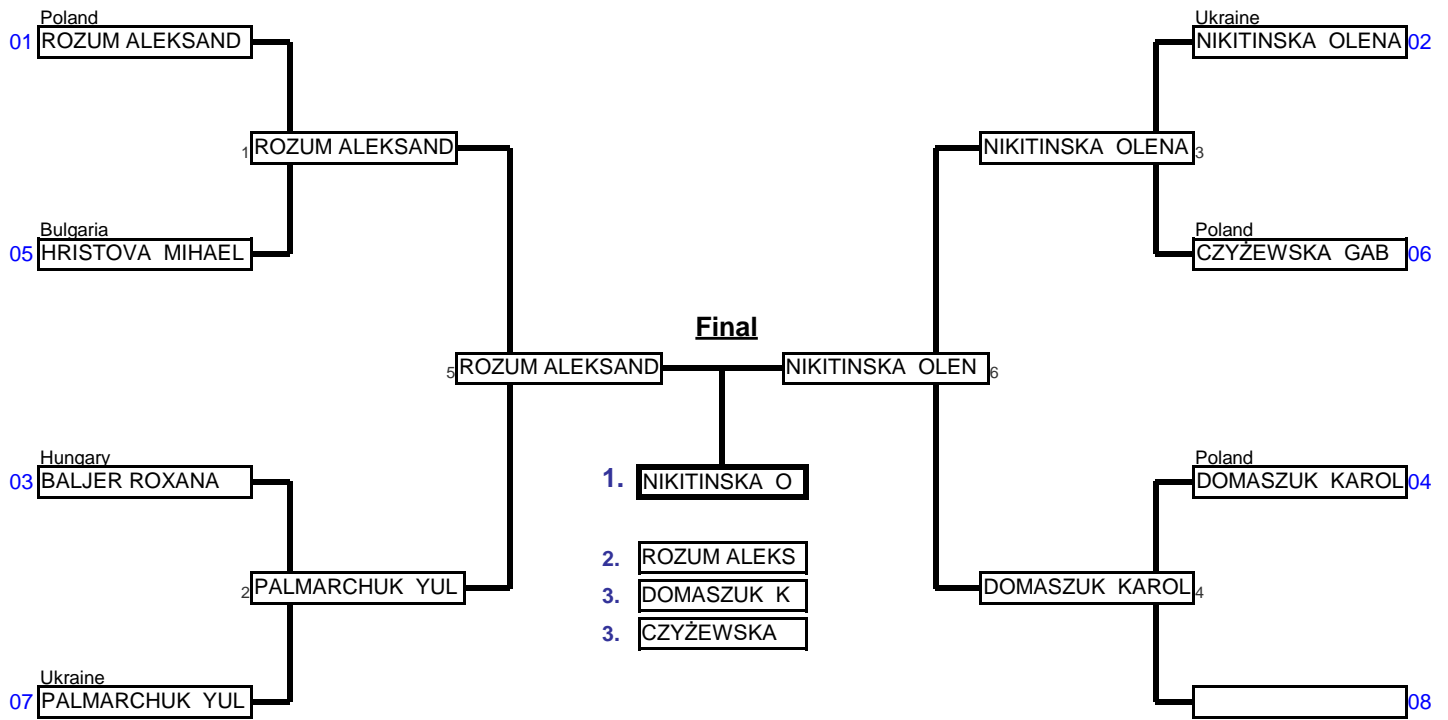 Poland
01 ROZUM ALEKSAND
Ukraine
NIKITINSKA OLENA 02
1 ROZUM ALEKSAND
NIKITINSKA OLENA 3
Bulgaria
05 HRISTOVA MIHAEL
Poland
CZYŻEWSKA GAB 06
Final
5 ROZUM ALEKSAND
NIKITINSKA OLEN 6
Hungary
03 BALJER ROXANA
1. NIKITINSKA O
Poland
DOMASZUK KAROL 04
2. ROZUM ALEKS
2 PALMARCHUK YUL
3. DOMASZUK K
DOMASZUK KAROL 4
3. CZYŻEWSKA
Ukraine
07 PALMARCHUK YUL
08